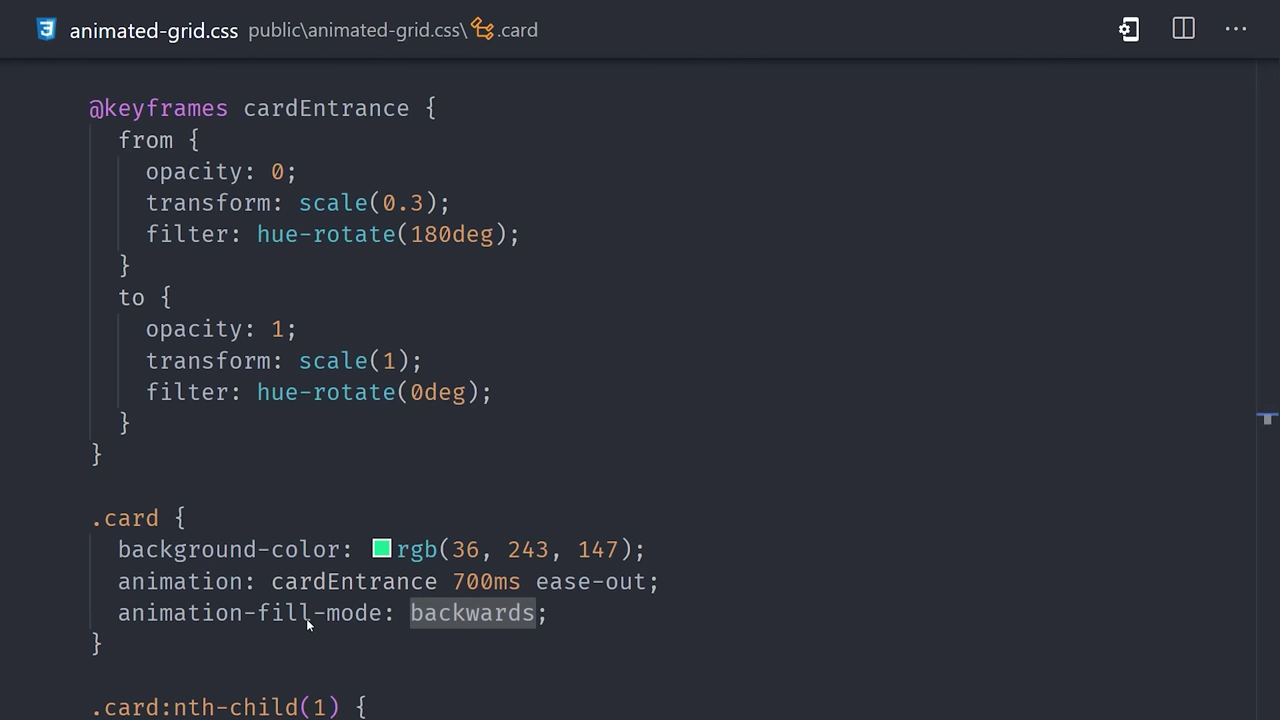 animated-grid.css public\animated-grid.css\ .card
@keyframes cardEntrance {
from {
opacity: 0;
transform: scale(0.3);
filter: hue-rotate(180deg);
}
to {
opacity: 1;
transform: scale(1);
filter: hue-rotate(0deg);
}
}
.card {
background-color: rgb(36, 243, 147);
animation: cardEntrance 700ms ease-out;
animation-fill-mode: backwards;
}
.card:nth-child(1) {